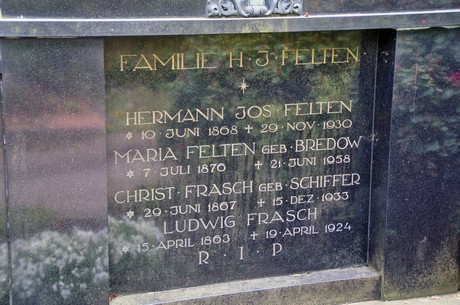 FAMILIE H·J·FELTEN
HERMANN JOS·FELTEN
* 10·JUNI 1868 + 29·NOV·1930
MARIA FELTEN GEB·BREDOW
* 7·JULI 1876 + 21·JUNI 1958
CHRIST·FRASCH GEB·SCHIFFER
* 29·JUNI 1867 + 15·DEZ·1933
LUDWIG FRASCH
* 15·APRIL 1863 + 19·APRIL 1924
R·I·P